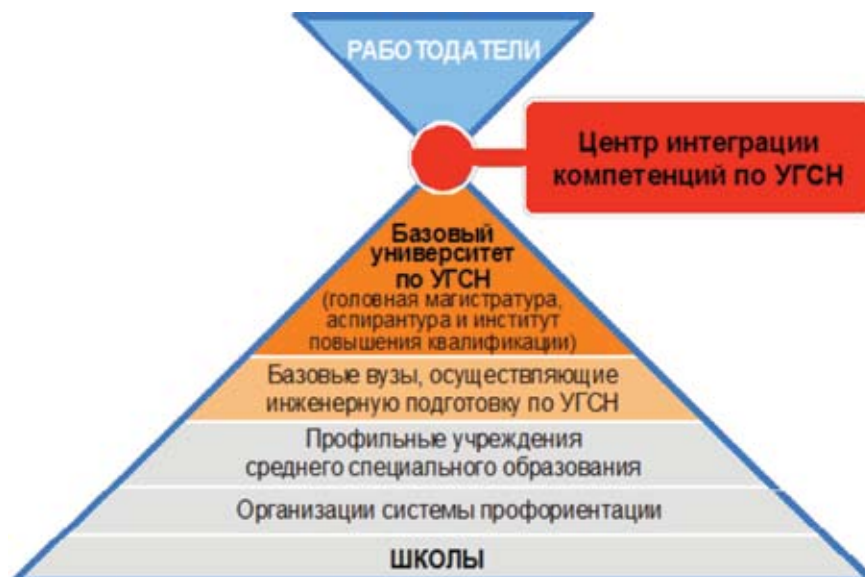 РАБОТОДАТЕЛИ
Центр интеграции
компетенций по УГСН
Базовый
университет
по УГСН
(головная магистратура,
аспирантура и институт
повышения квалификации)
Базовые вузы, осуществляющие
инженерную подготовку по УГСН
Профильные учреждения
среднего специального образования
Организации системы профориентации
ШКОЛЫ